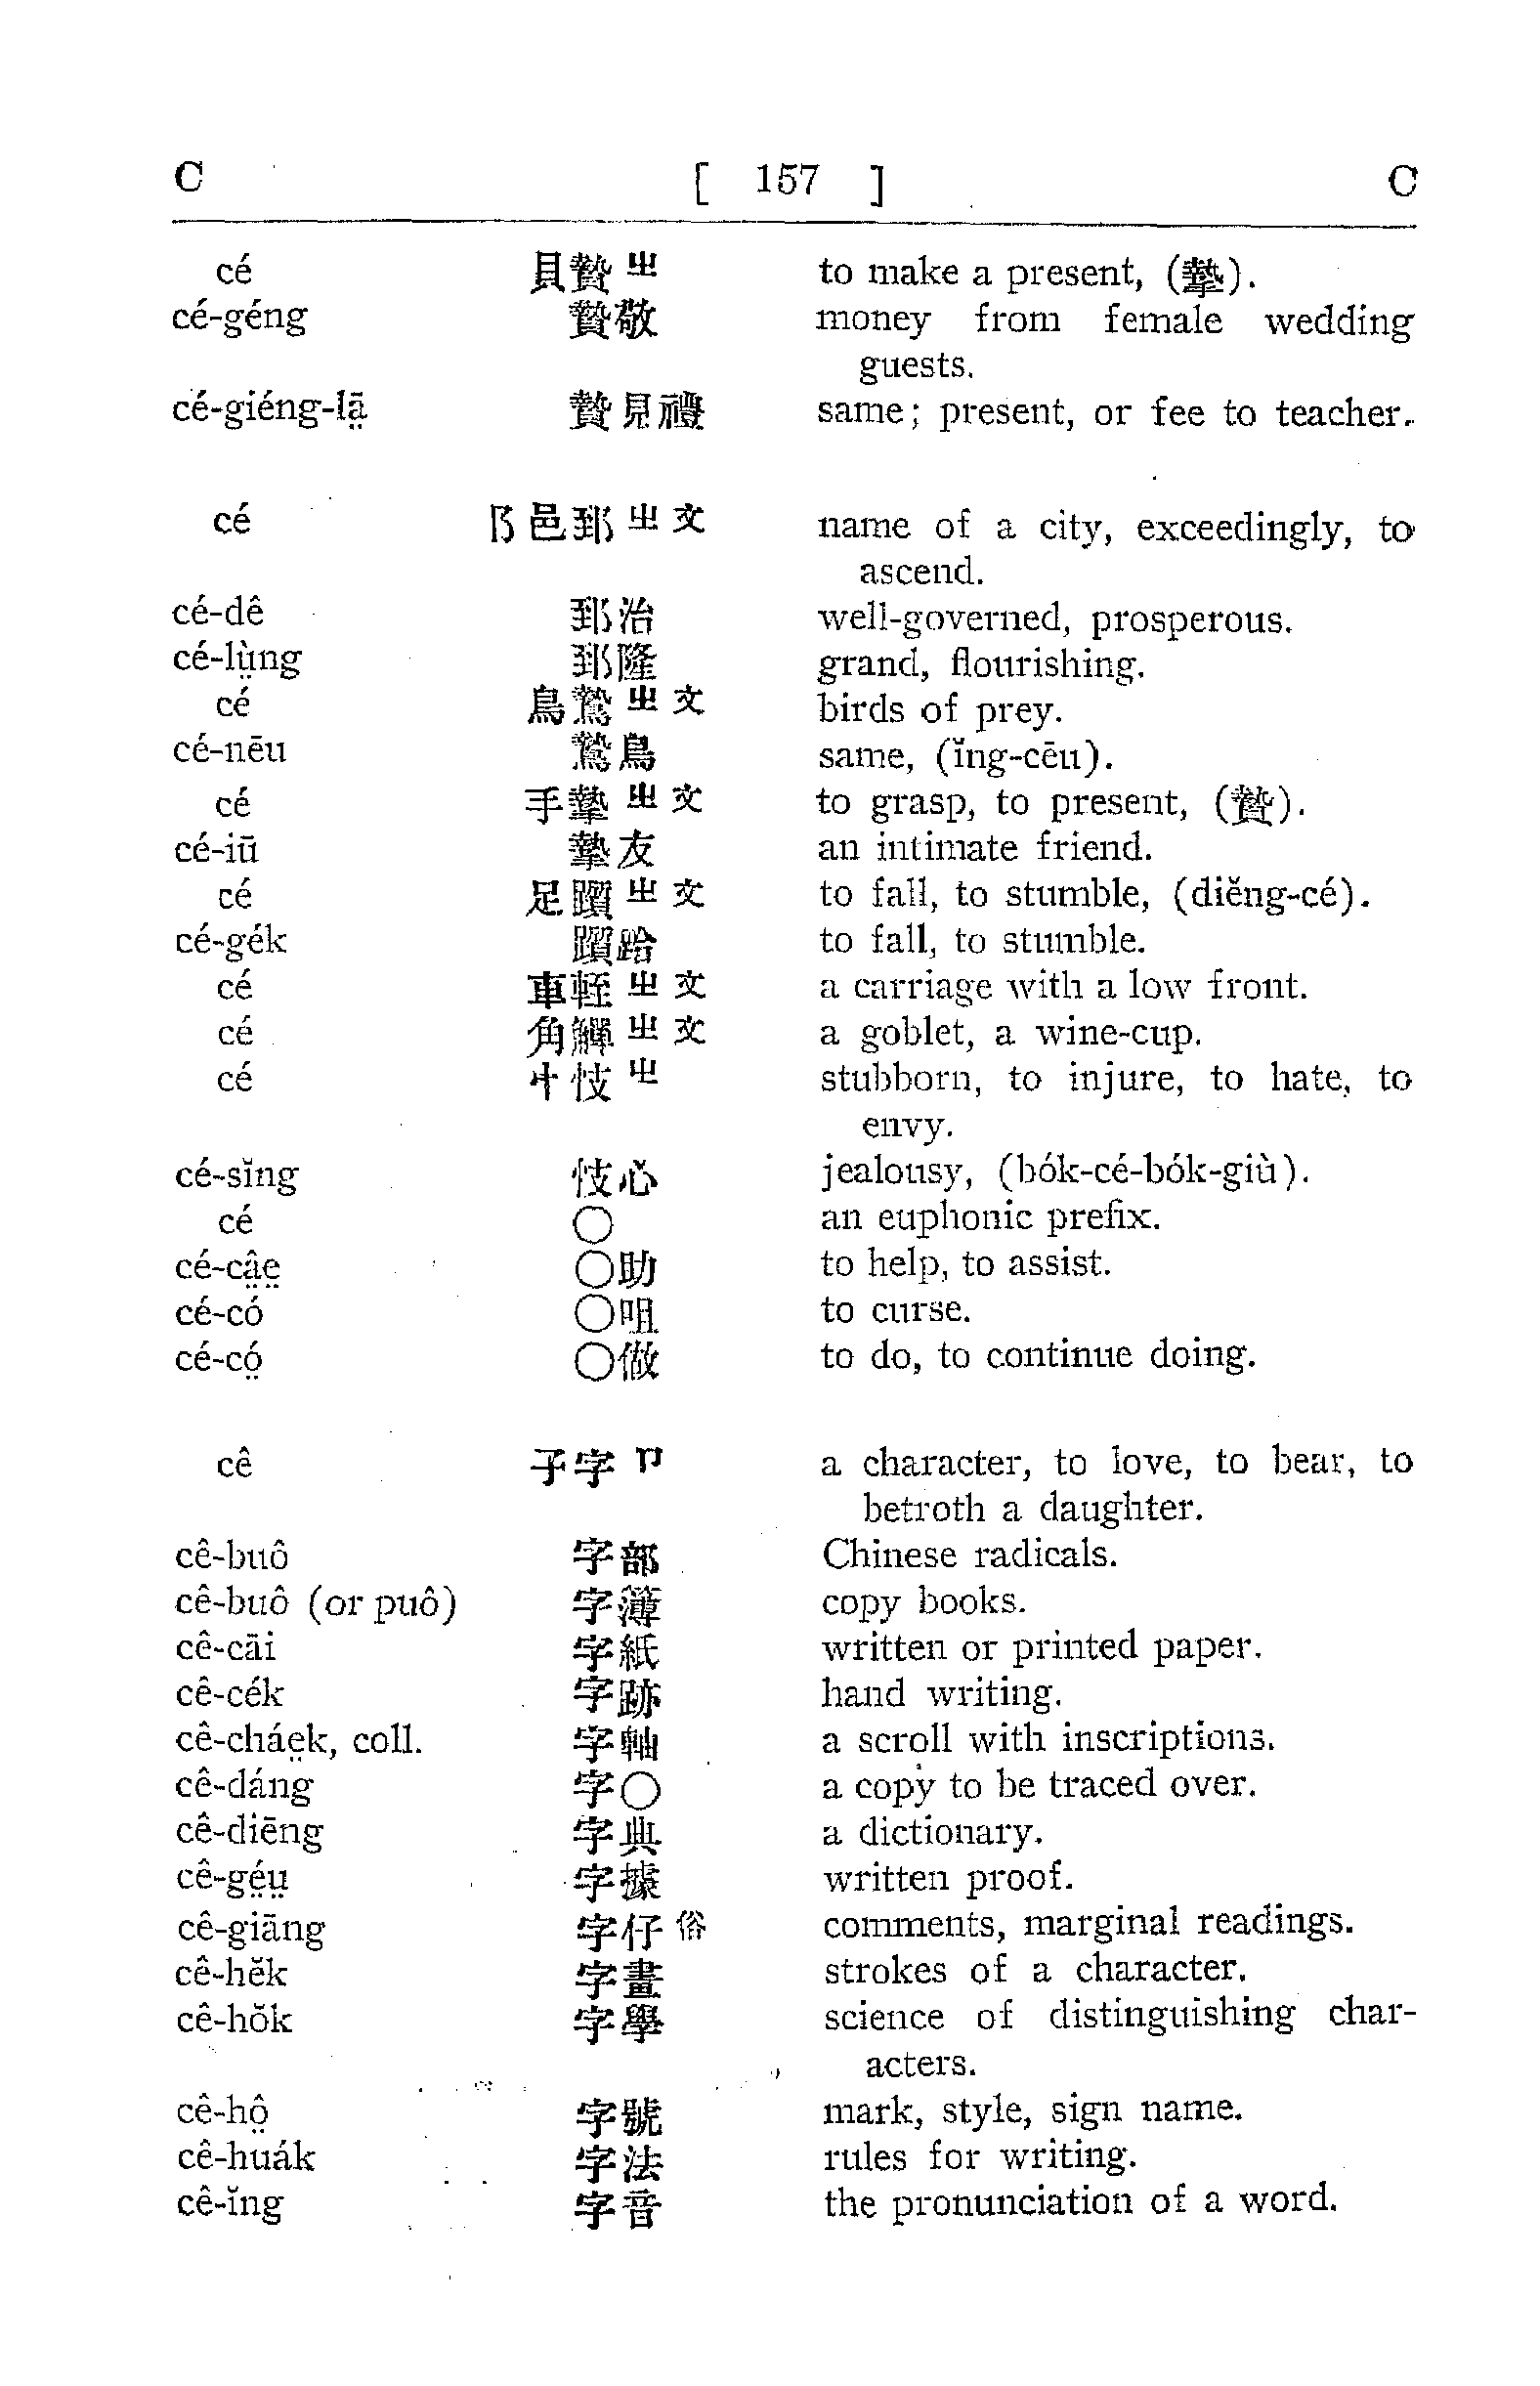 C [ 157 ] C
cé 貝贄㞢 to make a present, (摯).
cé-géng 贄敬 money from female wedding
guests.
cé-giéng-lā̤ 贄見禮 same; present, or fee to teacher.
cé 阝邑郅㞢文 name of a city, exceedingly, to
ascend.
cé-dê 郅治 well-governed, prosperous.
cé-lṳ̀ng 郅隆 grand, flourishing.
cé 鳥鷙㞢文 birds of prey.
cé-nēu 鷙鳥 same, (ĭng-cēu).
cé 手摯㞢文 to grasp, to present, (贄).
cé-iū 摯友 an intimate friend.
cé 足躓㞢文 to fall, to stumble, (diĕng-cé).
cé-gék 躓跲 to fall, to stumble.
cé 車輊㞢文 a carriage with a low front.
cé 角觶㞢文 a goblet, a wine-cup.
cé 忄忮㞢 stubborn, to injure, to hate, to
envy.
cé-sĭng 忮心 jealousy, (bók-cé-bók-giù).
cé ○ an euphonic prefix.
cé-câ̤e̤ ○助 to help, to assist.
cé-có ○咀 to curse.
cé-có̤ ○做 to do, to continue doing.
cê 子字卩 a character, to love, to bear, to
betroth a daughter.
cê-buô 字部 Chinese radicals.
cê-buô (or puô) 字簿 copy books.
cê-cāi 字紙 written or printed paper.
cê-cék 字跡 hand writing.
cê-cháe̤k, coll. 字軸 a scroll with inscriptions.
cê-dáng 字○ a copy to be traced over.
cê-diēng 字典 a dictionary.
cê-gé̤ṳ 字據 written proof.
cê-giāng 字仔俗 comments, marginal readings.
cê-hĕk 字畫 strokes of a character.
cê-hŏk 字學 science of distinguishing char-
acters.
cê-hô̤ 字號 mark, style, sign name.
cê-huák 字法 rules for writing.
cê-ĭng 字音 the pronunciation of a word.